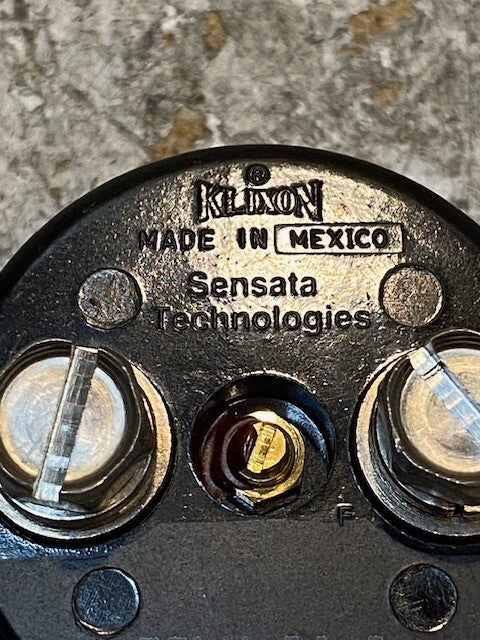 ®
KLIXON
MADE IN MEXICO
Sensata
Technologies
F